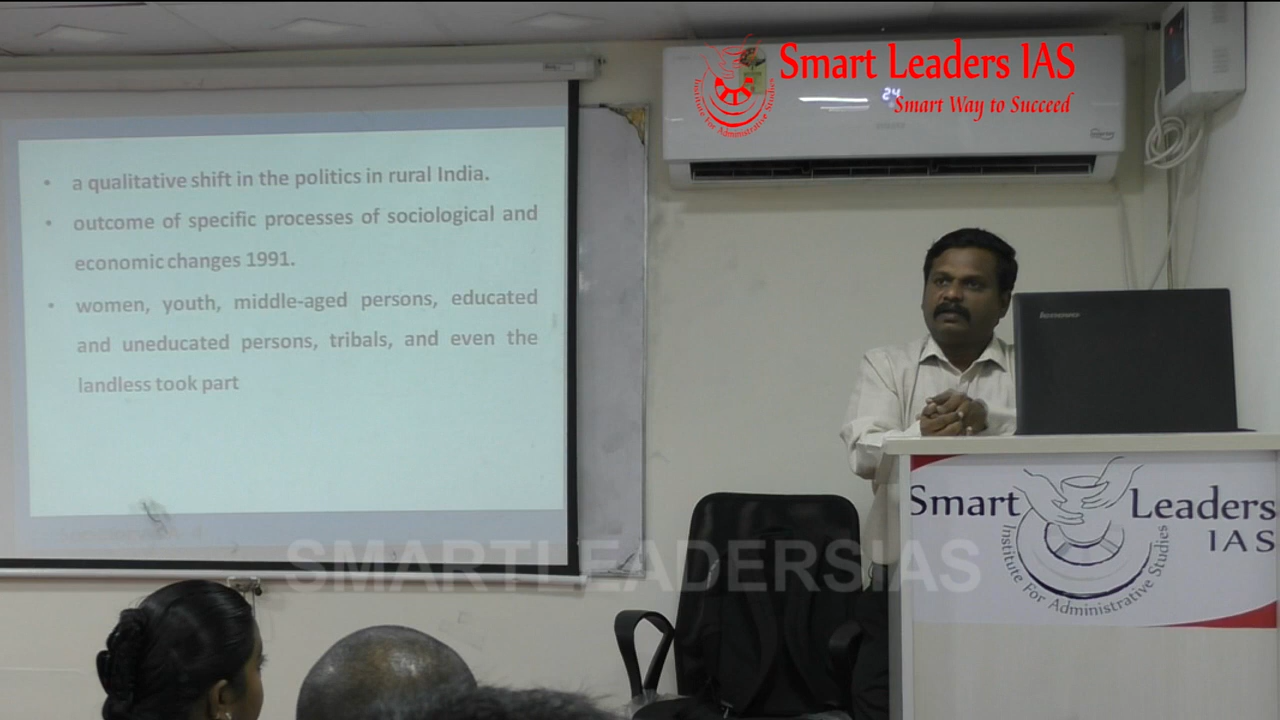 Smart Leaders IAS
Smart Way to Succeed
Institute For Administrative Studies
24
• a qualitative shift in the politics in rural India.
• outcome of specific processes of sociological and
economic changes 1991.
• women, youth, middle-aged persons, educated
and uneducated persons, tribals, and even the
landless took part
lenovo
Smart Leaders
IAS
Institute For Administrative Studies
SMARTLEADERSIAS